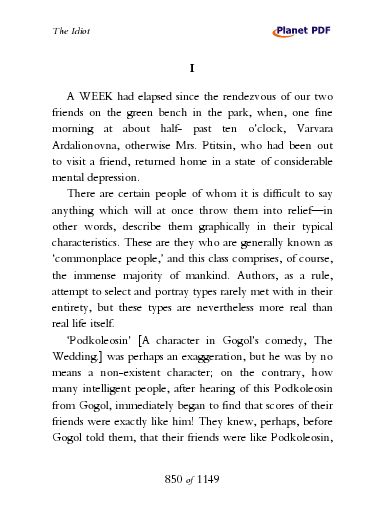 The Idiot
Planet PDF
I
A WEEK had elapsed since the rendezvous of our two
friends on the green bench in the park, when, one fine
morning at about half- past ten o'clock, Varvara
Ardalionovna, otherwise Mrs. Ptitsin, who had been out
to visit a friend, returned home in a state of considerable
mental depression.
There are certain people of whom it is difficult to say
anything which will at once throw them into relief—in
other words, describe them graphically in their typical
characteristics. These are they who are generally known as
'commonplace people,' and this class comprises, of course,
the immense majority of mankind. Authors, as a rule,
attempt to select and portray types rarely met with in their
entirety, but these types are nevertheless more real than
real life itself.
'Podkoleosin' [A character in Gogol's comedy, The
Wedding.] was perhaps an exaggeration, but he was by no
means a non-existent character; on the contrary, how
many intelligent people, after hearing of this Podkoleosin
from Gogol, immediately began to find that scores of their
friends were exactly like him! They knew, perhaps, before
Gogol told them, that their friends were like Podkoleosin,
850 of 1149